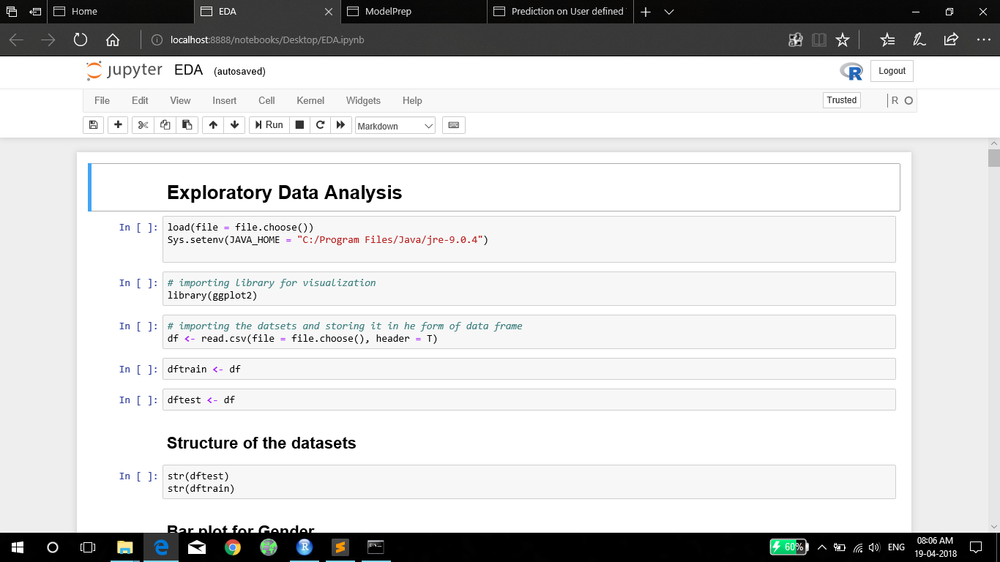 Home
EDA
ModelPrep
Prediction on User defined
localhost:8888/notebooks/Desktop/EDA.ipynb
jupyter EDA (autosaved)
R
Logout
File Edit View Insert Cell Kernel Widgets Help
Trusted
R
Run
Markdown
Exploratory Data Analysis
In [ ]: load(file = file.choose())
Sys.setenv(JAVA_HOME = "C:/Program Files/Java/jre-9.0.4")
In [ ]: # importing library for visualization
library(ggplot2)
In [ ]: # importing the datsets and storing it in he form of data frame
df <- read.csv(file = file.choose(), header = T)
In [ ]: dftrain <- df
In [ ]: dftest <- df
Structure of the datasets
In [ ]: str(dftest)
str(dftrain)
Bar plot for Gender
60%
ENG
08:06 AM
19-04-2018